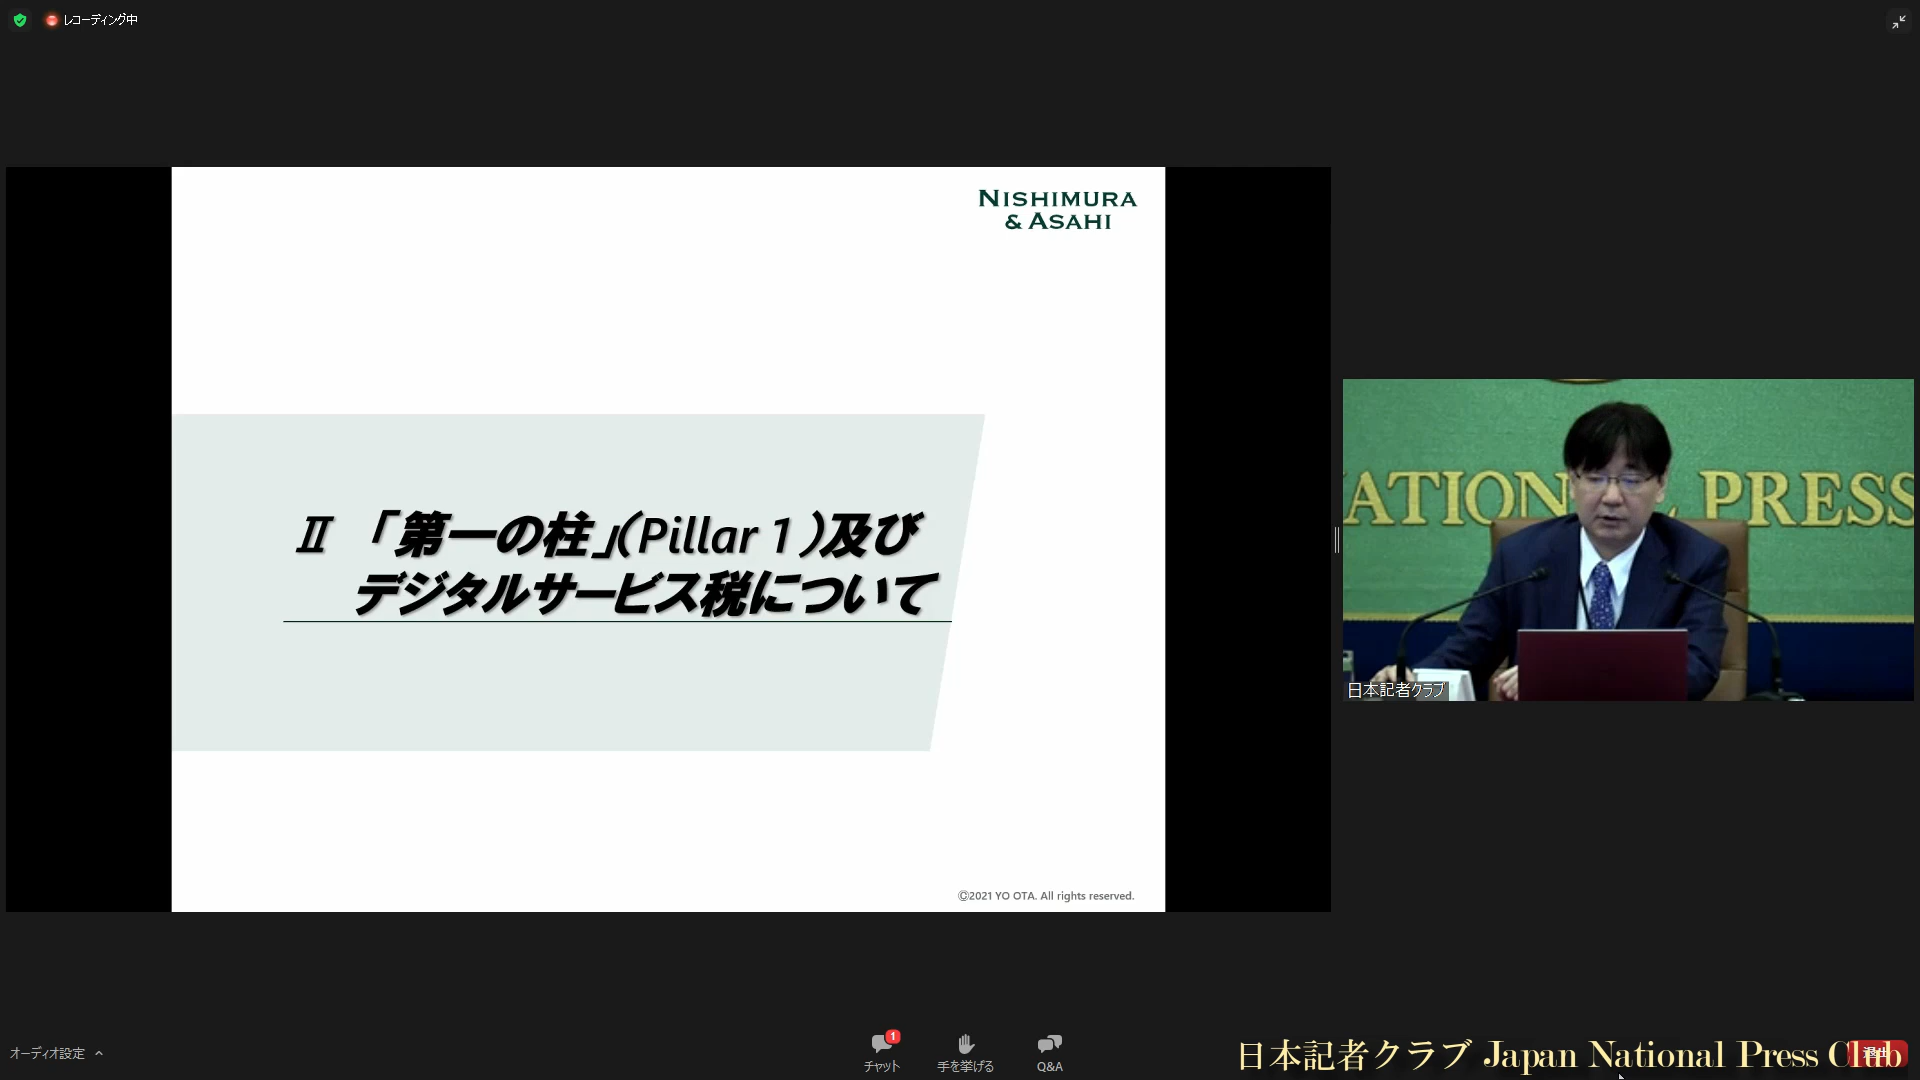 レコーディング中
NISHIMURA
& ASAHI
Ⅱ 「第一の柱」（Pillar 1）及び
デジタルサービス税について
©2021 YO OTA. All rights reserved.
NATIONAL PRESS
日本記者クラブ
オーディオ設定
1
チャット
手を挙げる
Q&A
日本記者クラブ Japan National Press Club
退出